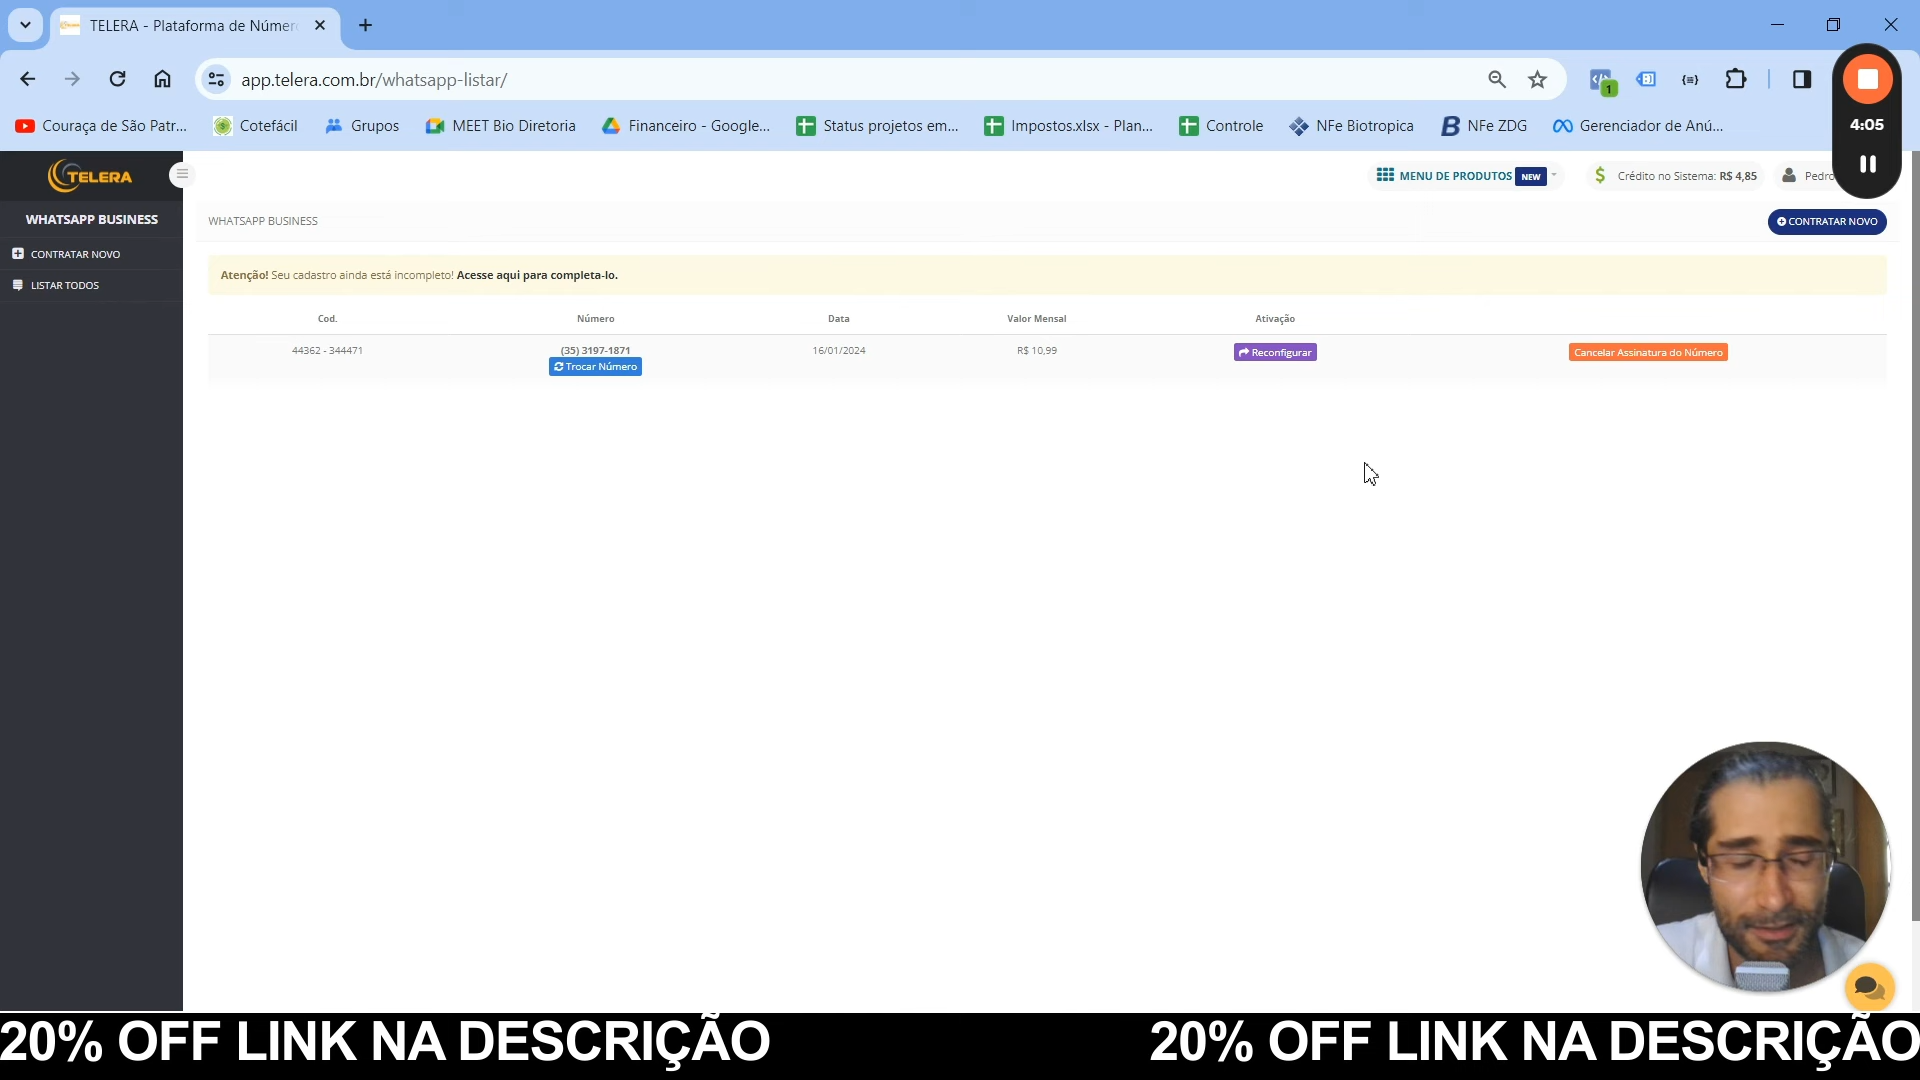 TELERA - Plataforma de Númer
app.telera.com.br/whatsapp-listar/
1
Couraça de São Patr...
Cotefácil
Grupos
MEET Bio Diretoria
Financeiro - Google...
Status projetos em...
Impostos.xlsx - Plan...
Controle
NFe Biotropica
NFe ZDG
Gerenciador de Anú...
4:05
TELERA
MENU DE PRODUTOS NEW
Crédito no Sistema: R$ 4,85
Pedro
WHATSAPP BUSINESS
CONTRATAR NOVO
LISTAR TODOS
WHATSAPP BUSINESS
CONTRATAR NOVO
Atenção! Seu cadastro ainda está incompleto! Acesse aqui para completa-lo.
Cod. Número Data Valor Mensal Ativação
44362 - 344471 (35) 3197-1871 16/01/2024 R$ 10,99 Reconfigurar Cancelar Assinatura do Número
Trocar Número
20% OFF LINK NA DESCRIÇÃO 20% OFF LINK NA DESCRIÇÃO